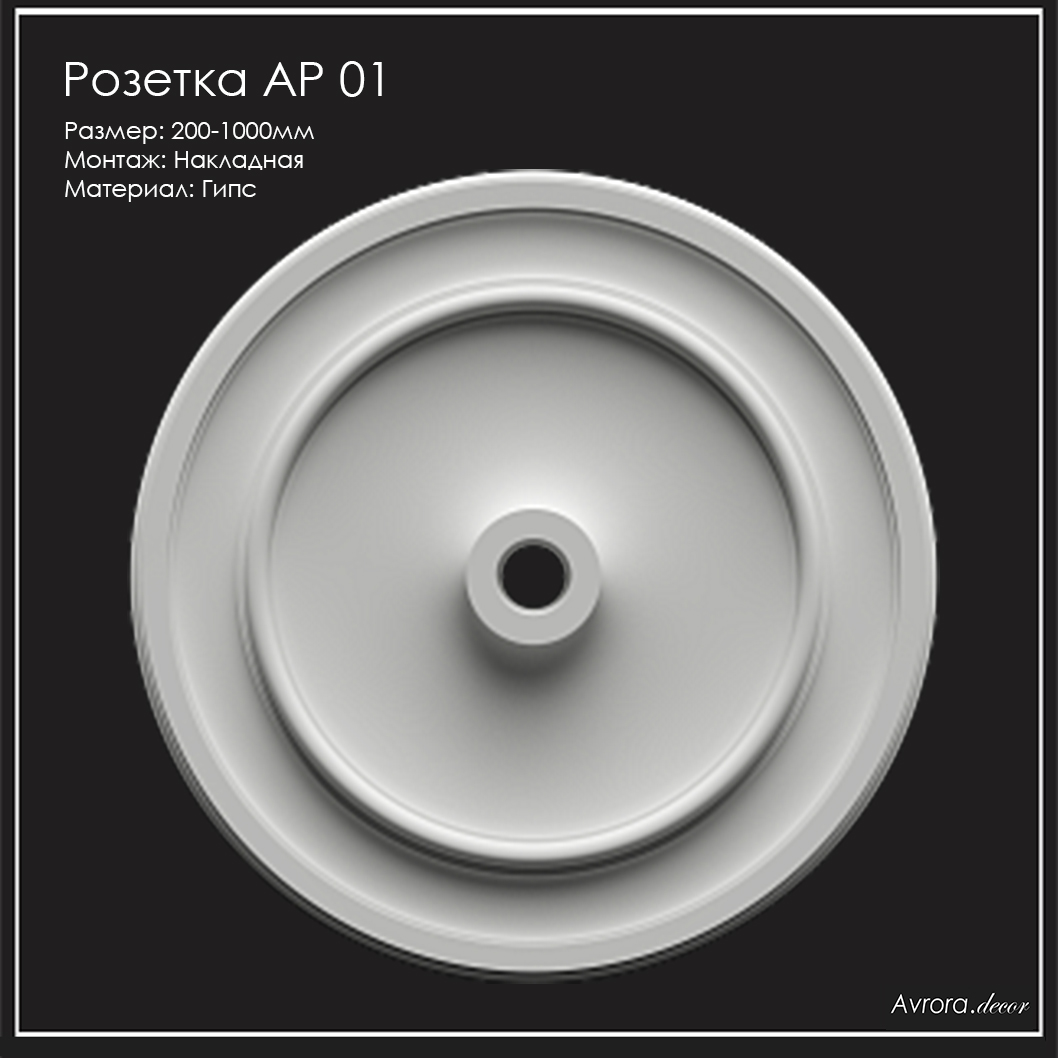 Розетка АР 01
Размер: 200-1000мм
Монтаж: Накладная
Материал: Гипс
Avrora.decor